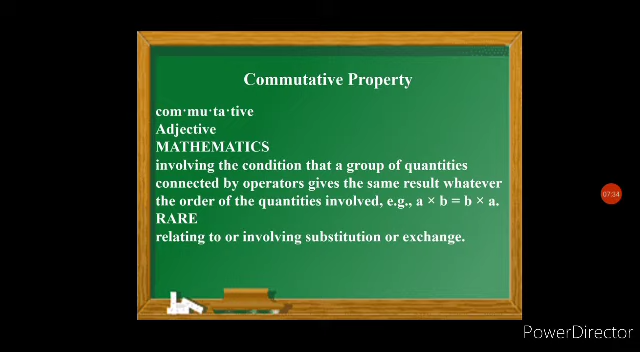 Commutative Property
com·mu·ta·tive
Adjective
MATHEMATICS
involving the condition that a group of quantities
connected by operators gives the same result whatever
the order of the quantities involved, e.g., a × b = b × a.
RARE
relating to or involving substitution or exchange.
07:34
PowerDirector